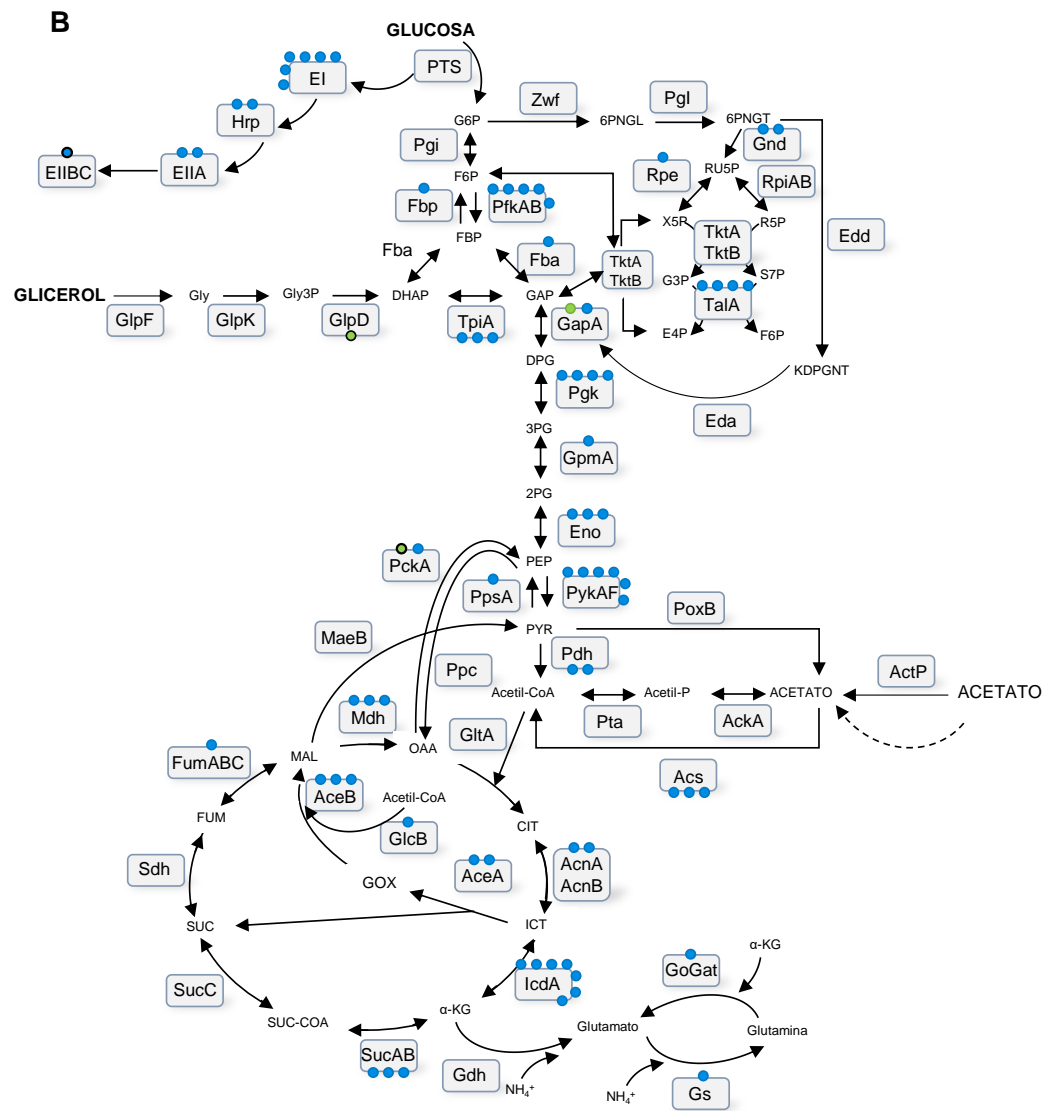 B
GLUCOSA
PTS
EI
Hrp
EIIBC
EIIA
G6P
Zwf
6PNGL
Pgl
6PNGT
Gnd
Pgi
F6P
Rpe
RU5P
RpiAB
Fbp
PfkAB
X5P
R5P
TktA
TktB
FBP
Fba
Fba
TktA
TktB
G3P
S7P
Edd
GLICEROL
Gly
Gly3P
DHAP
GAP
TalA
GlpF
GlpK
GlpD
TpiA
GapA
E4P
F6P
DPG
KDPGNT
Pgk
Eda
3PG
GpmA
2PG
Eno
PckA
PEP
PpsA
PykAF
PoxB
MaeB
PYR
Pdh
Ppc
ActP
Acetil-CoA
Acetil-P
ACETATO
ACETATO
Mdh
Pta
AckA
GltA
OAA
MAL
FumABC
Acs
AceB
Acetil-CoA
FUM
CIT
GlcB
Sdh
AceA
AcnA
AcnB
GOX
SUC
ICT
α-KG
GoGat
SucC
IcdA
SUC-COA
α-KG
Glutamato
Glutamina
SucAB
Gdh
NH₄⁺
NH₄⁺
Gs